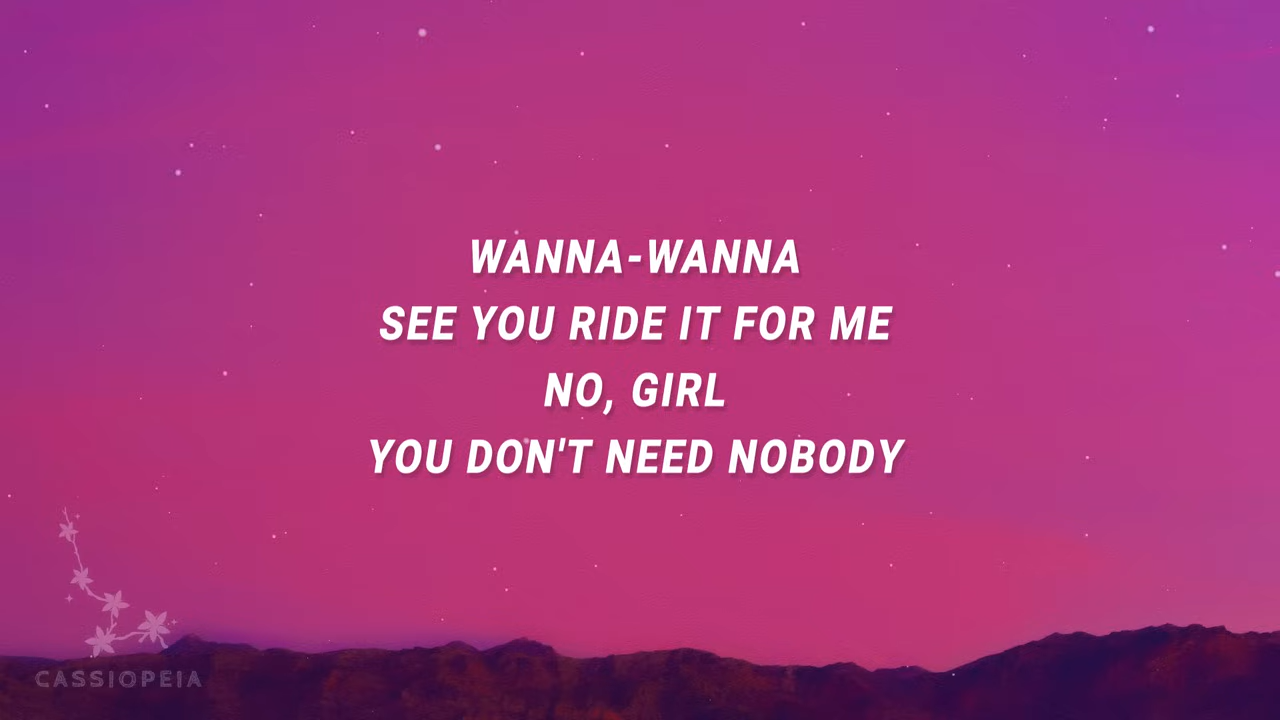 WANNA-WANNA
SEE YOU RIDE IT FOR ME
NO, GIRL
YOU DON'T NEED NOBODY
CASSIOPEIA